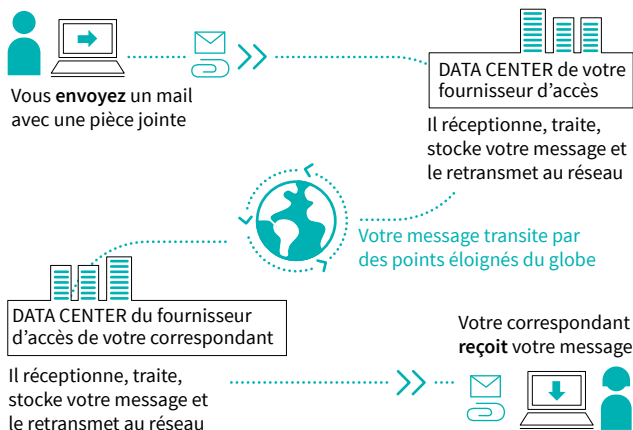 Vous envoyez un mail
avec une pièce jointe
DATA CENTER de votre
fournisseur d'accès
Il réceptionne, traite,
stocke votre message et
le retransmet au réseau
Votre message transite par
des points éloignés du globe
DATA CENTER du fournisseur
d'accès de votre correspondant
Il réceptionne, traite,
stocke votre message et
le retransmet au réseau
Votre correspondant
reçoit votre message